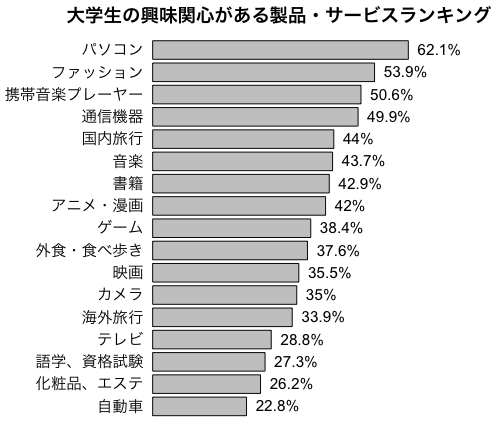 大学生の興味関心がある製品・サービスランキング
パソコン 62.1%
ファッション 53.9%
携帯音楽プレーヤー 50.6%
通信機器 49.9%
国内旅行 44%
音楽 43.7%
書籍 42.9%
アニメ・漫画 42%
ゲーム 38.4%
外食・食べ歩き 37.6%
映画 35.5%
カメラ 35%
海外旅行 33.9%
テレビ 28.8%
語学、資格試験 27.3%
化粧品、エステ 26.2%
自動車 22.8%